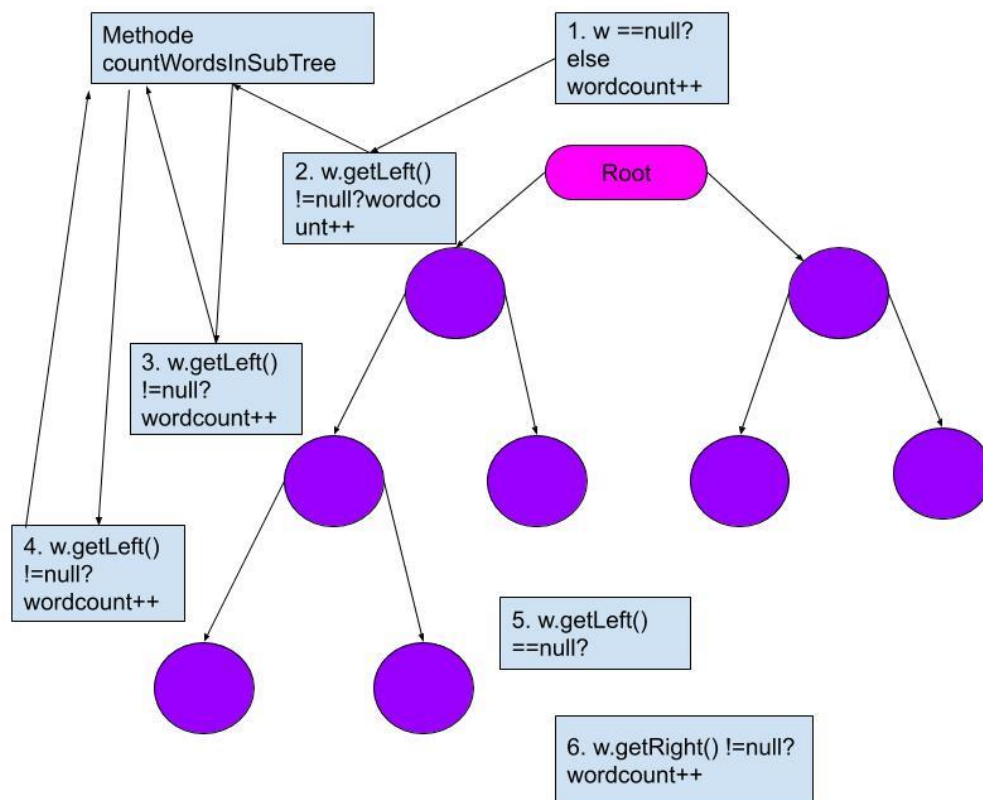 Methode
countWordsInSubTree
1. w ==null?
else
wordcount++
2. w.getLeft()
!=null?wordco
unt++
Root
3. w.getLeft()
!=null?
wordcount++
4. w.getLeft()
!=null?
wordcount++
5. w.getLeft()
==null?
6. w.getRight() !=null?
wordcount++